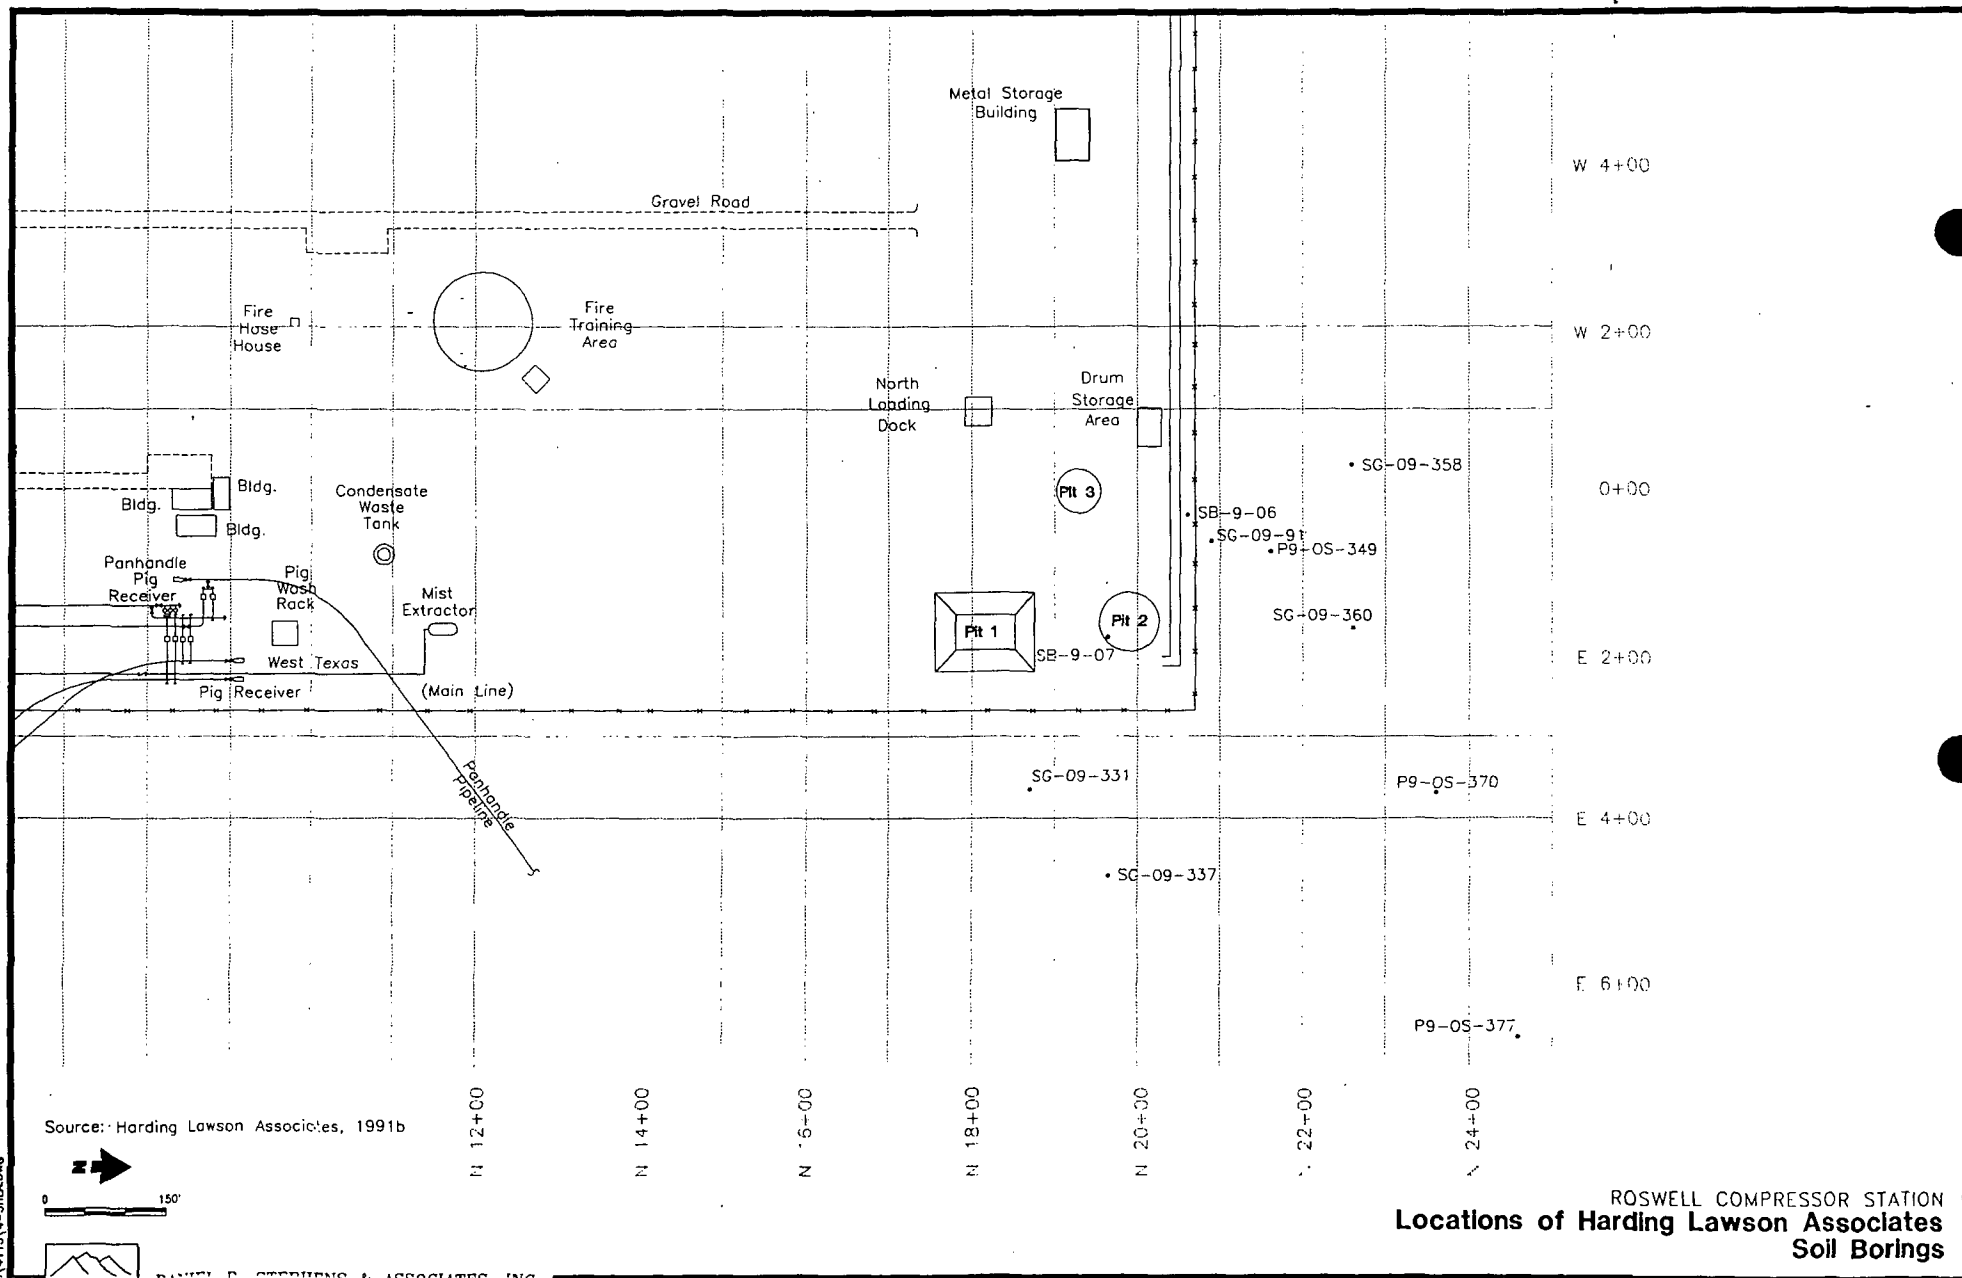 Metal Storage
Building
W 4+00
Gravel Road
Fire
Hose
House
Fire
Training
Area
W 2+00
North
Loading
Dock
Drum
Storage
Area
SG-09-358
0+00
Bldg.
Bldg.
Bldg.
Condensate
Waste
Tank
Pit 3
SB-9-06
SG-09-91
P9-OS-349
Panhandle
Pig
Receiver
Pig
Wash
Rack
Mist
Extractor
Pit 1
Pit 2
SG-09-360
SB-9-07
E 2+00
West Texas
Pig Receiver
(Main Line)
Panhandle
Pipeline
SG-09-331
P9-OS-370
E 4+00
SG-09-337
E 6+00
P9-OS-377
N 12+00
N 14+00
N 16+00
N 18+00
N 20+00
22+00
24+00
Source: Harding Lawson Associates, 1991b
N
0 150'
ROSWELL COMPRESSOR STATION
Locations of Harding Lawson Associates
Soil Borings
DANIEL B. STEPHENS & ASSOCIATES, INC.